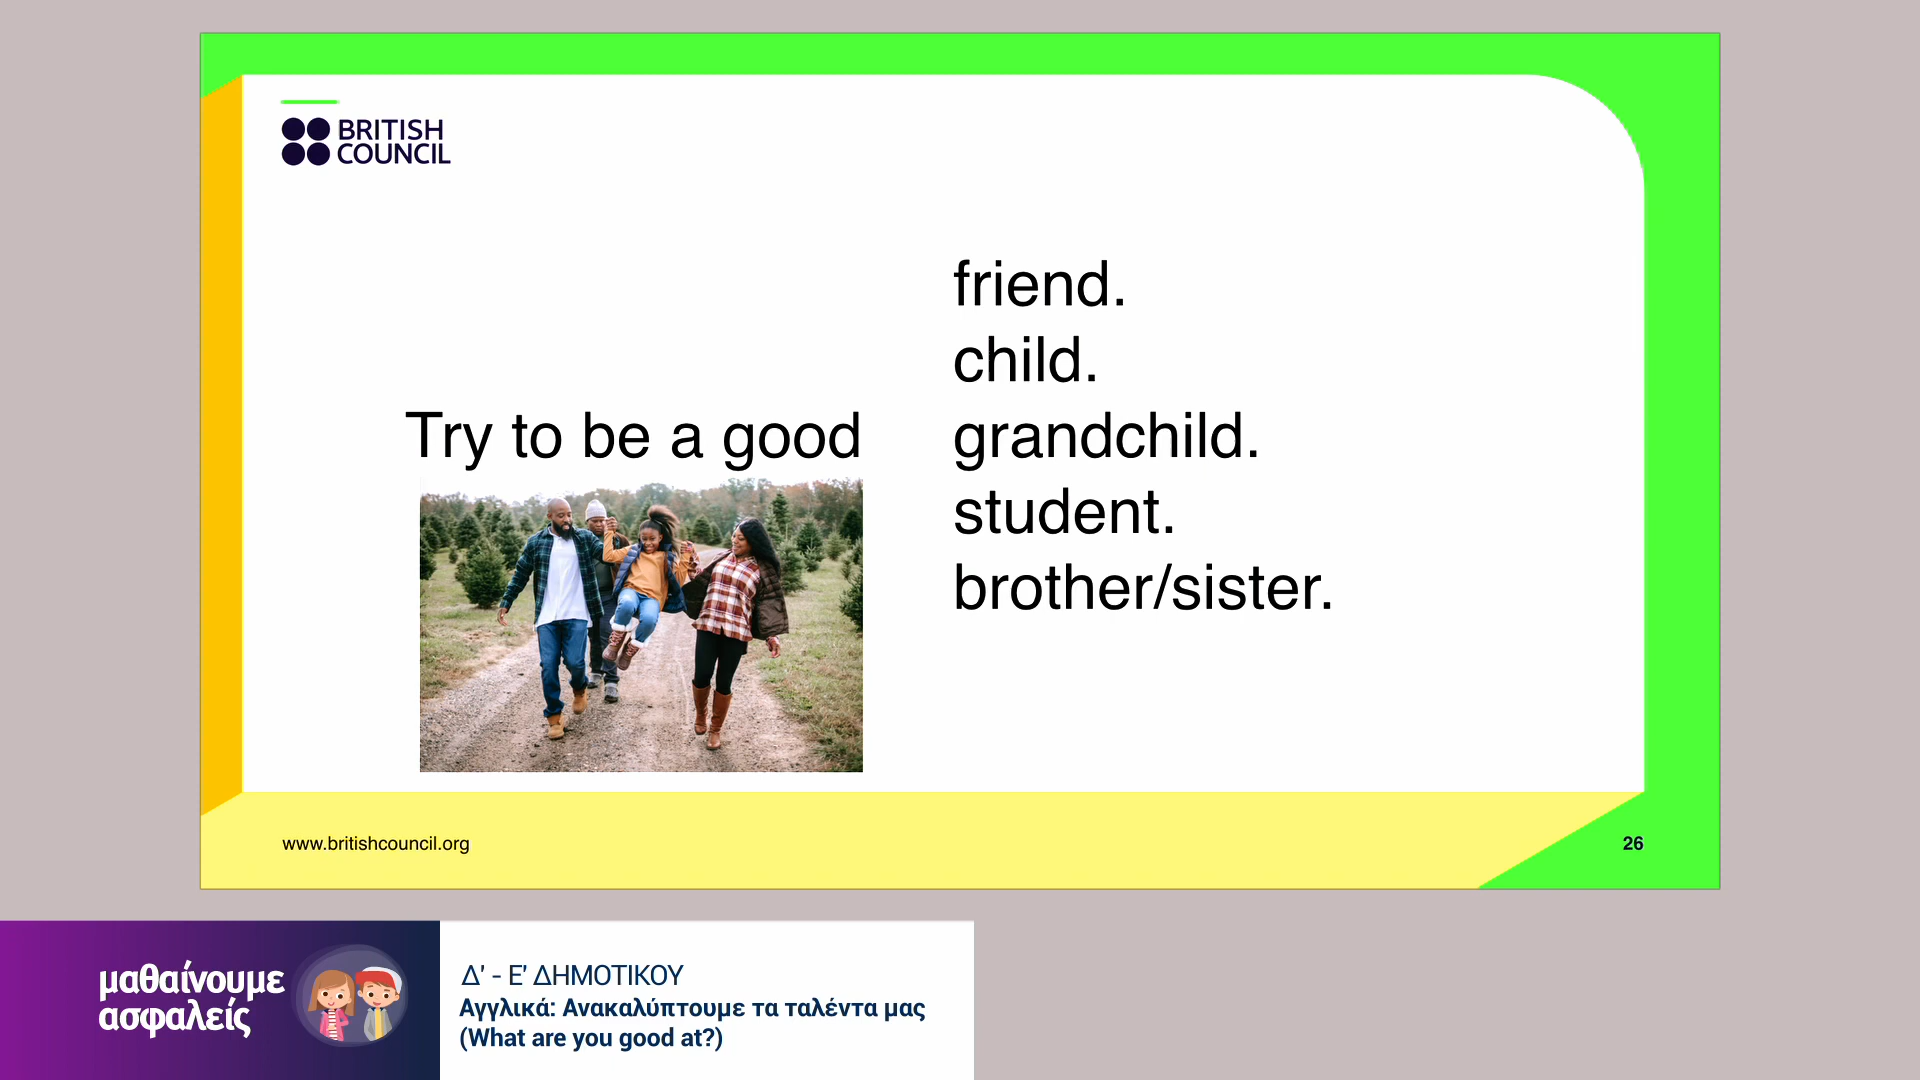 BRITISH
COUNCIL
friend.
child.
Try to be a good
grandchild.
student.
brother/sister.
www.britishcouncil.org
26
μαθαίνουμε
ασφαλείς
Δ' - Ε' ΔΗΜΟΤΙΚΟΥ
Αγγλικά: Ανακαλύπτουμε τα ταλέντα μας
(What are you good at?)